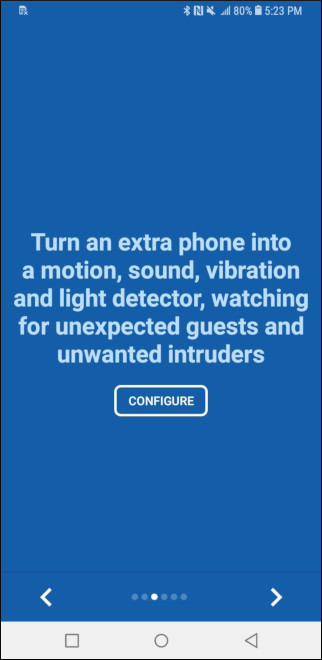 80% 5:23 PM
Turn an extra phone into
a motion, sound, vibration
and light detector, watching
for unexpected guests and
unwanted intruders
CONFIGURE